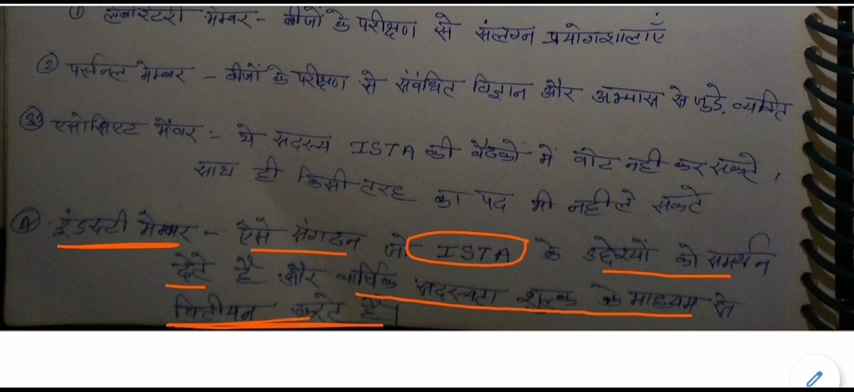 ① लेबोरेटरी मेम्बर - बीजों के परीक्षण से संलग्न प्रयोगशालाएँ
② पर्सनल मेम्बर - बीजों के परीक्षण से संबंधित विज्ञान और अभ्यास से जुड़े व्यक्ति
③ एसोसिएट मेंबर :- ये सदस्य ISTA की बैठकों में वोट नही कर सकते,
साथ ही किसी तरह का पद भी नही ले सकते
④ इंडस्टी मेम्बर - ऐसे संगठन जो ISTA के उद्देश्यों को समर्थन
देते है और वार्षिक सदस्यता शुल्क के माध्यम से
वित्तीयन करते है।